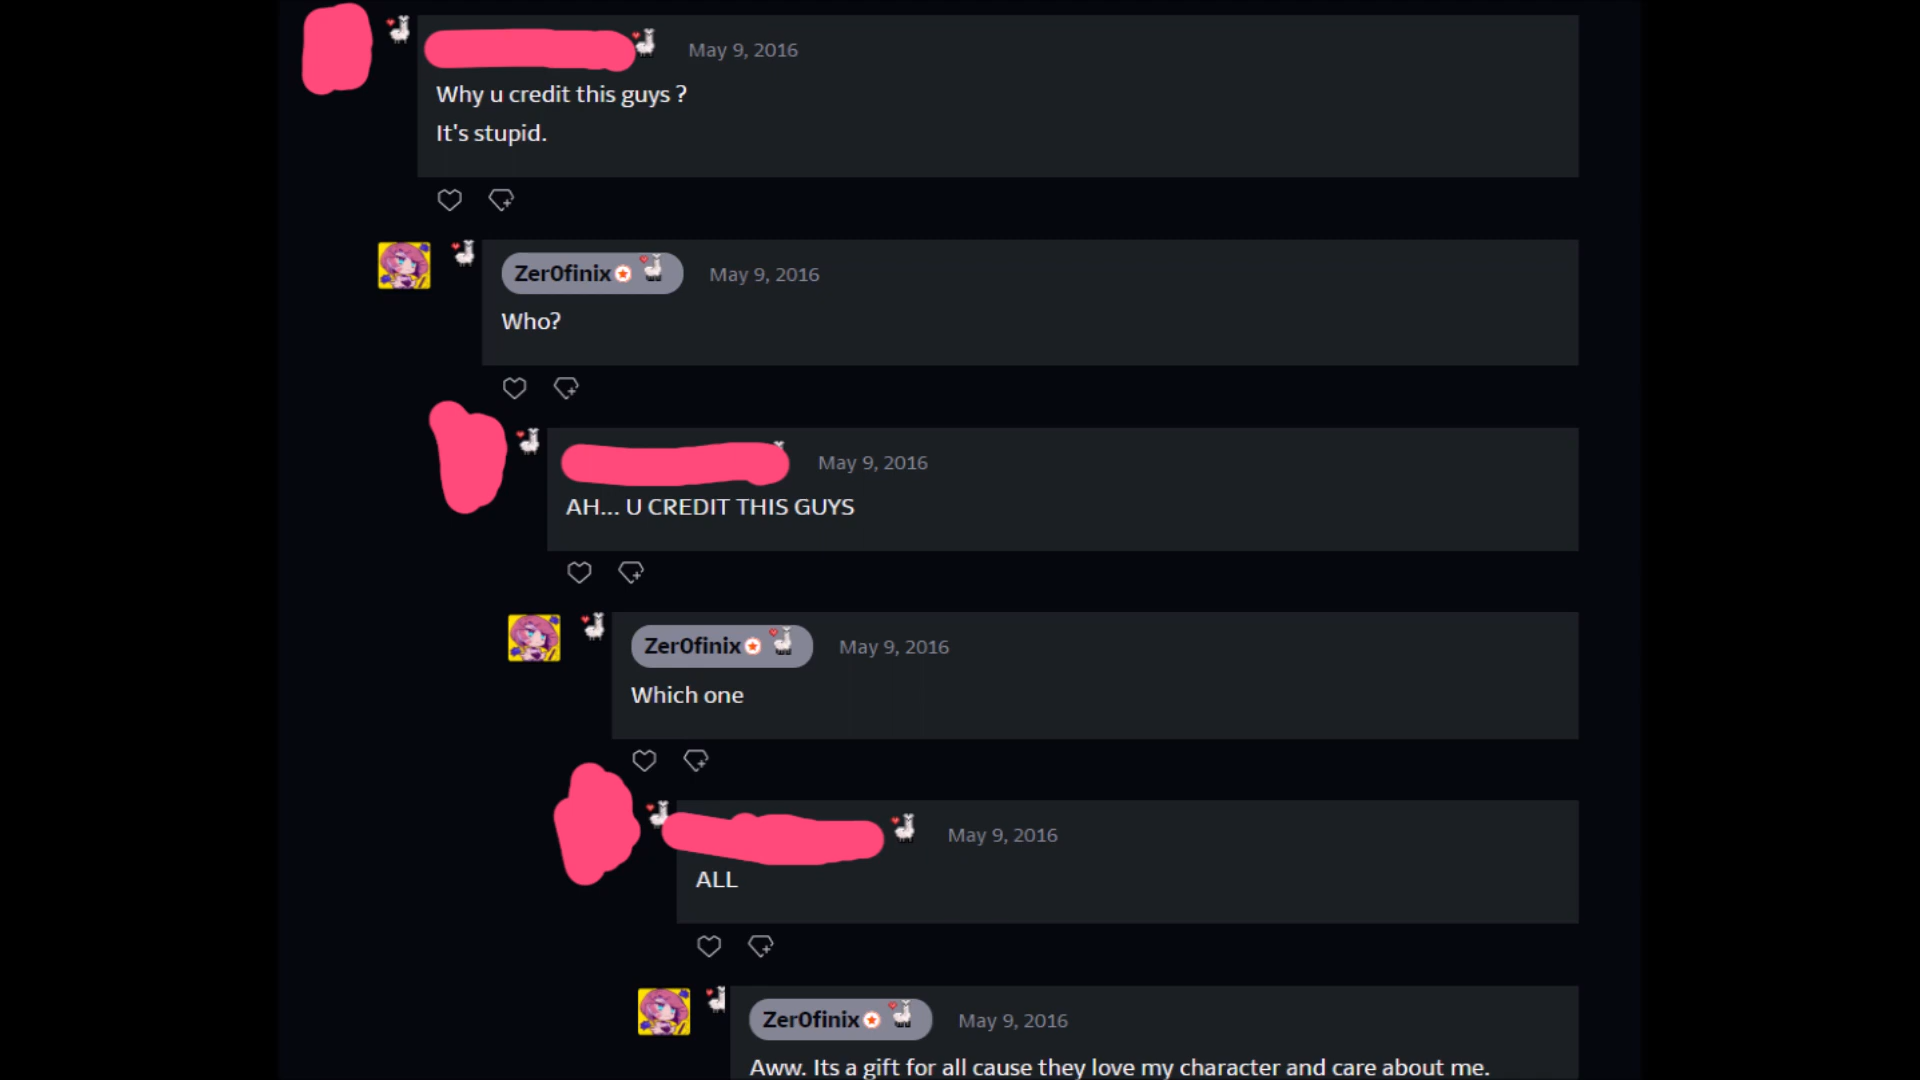 May 9, 2016
Why u credit this guys ?
It's stupid.
Zer0finix May 9, 2016
Who?
May 9, 2016
AH... U CREDIT THIS GUYS
Zer0finix May 9, 2016
Which one
May 9, 2016
ALL
Zer0finix May 9, 2016
Aww. Its a gift for all cause they love my character and care about me.